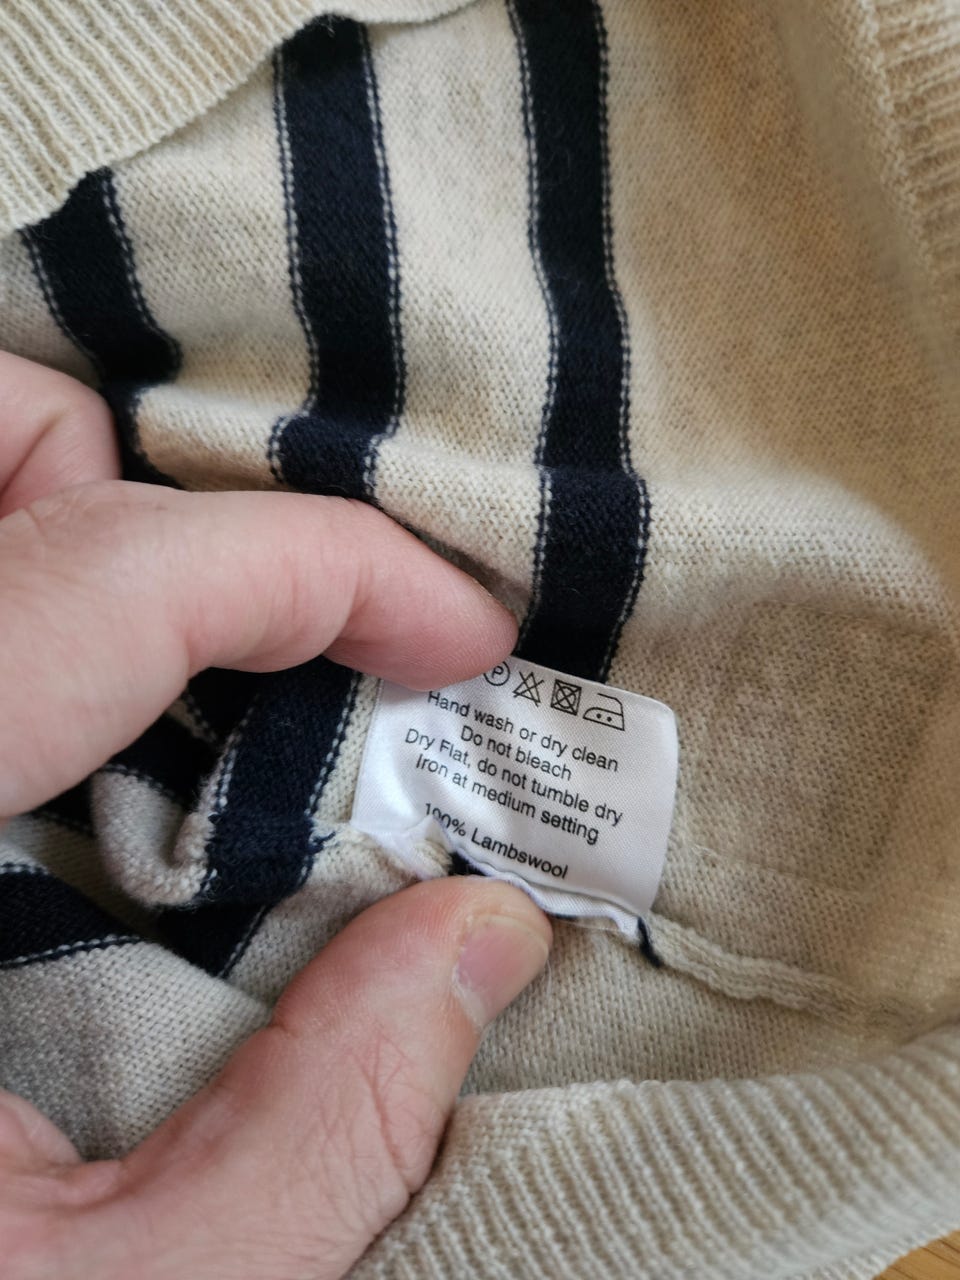 P
Hand wash or dry clean
Do not bleach
Dry Flat, do not tumble dry
Iron at medium setting
100% Lambswool